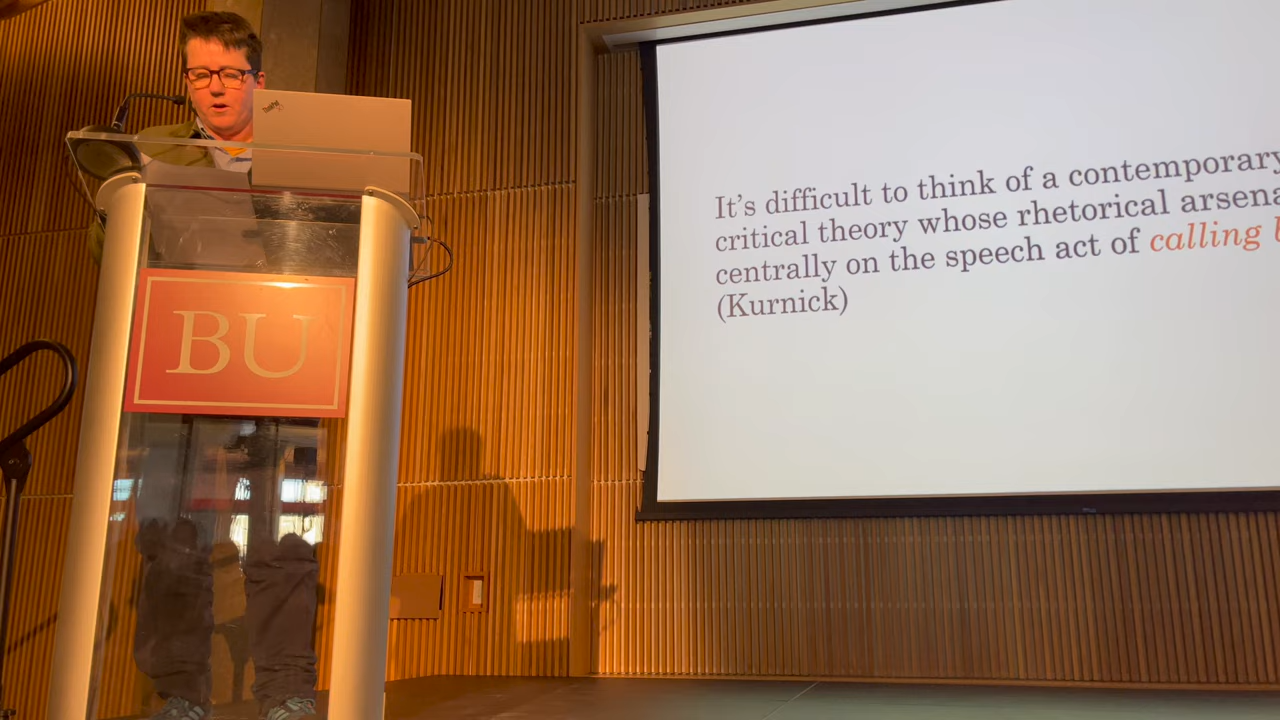 ThinkPad
BU
It’s difficult to think of a contemporary
critical theory whose rhetorical
centrally on the speech act of calling
(Kurnick)